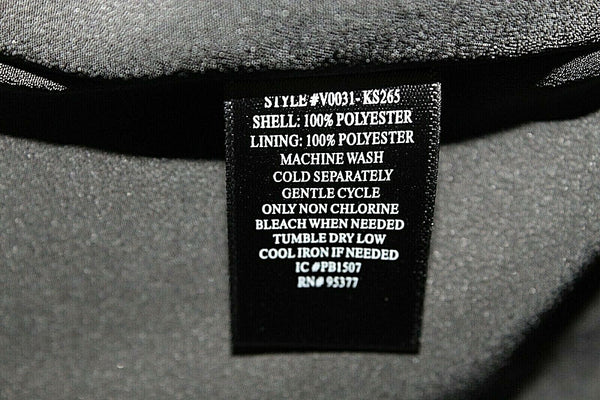 STYLE #V0031-KS265
SHELL: 100% POLYESTER
LINING: 100% POLYESTER
MACHINE WASH
COLD SEPARATELY
GENTLE CYCLE
ONLY NON CHLORINE
BLEACH WHEN NEEDED
TUMBLE DRY LOW
COOL IRON IF NEEDED
IC #PB1507
RN# 95377